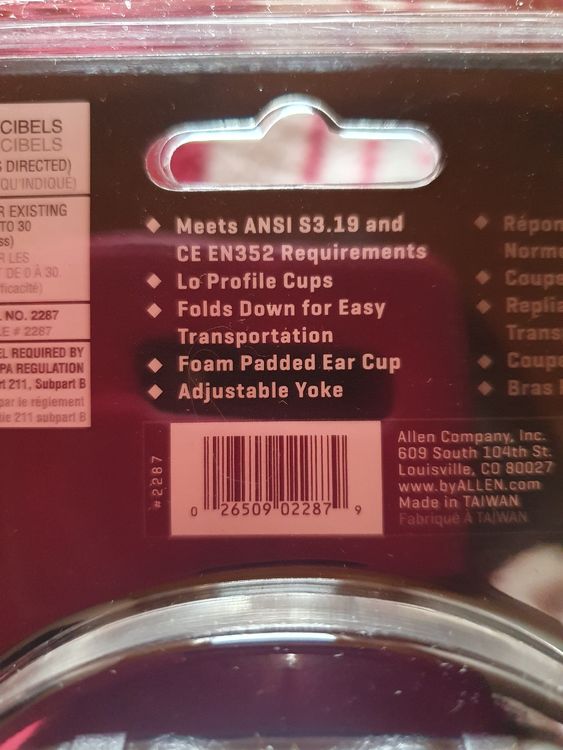 CIBELS
CIBELS
S DIRECTED)
QU'INDIQUÉ)
R EXISTING
TO 30
ss)
R LES
DE 0 À 30.
fficacité)
NO. 2287
E # 2287
EL REQUIRED BY
PA REGULATION
rt 211, Subpart B
par le réglement
tie 211 subpart B
◆ Meets ANSI S3.19 and
CE EN352 Requirements
◆ Lo Profile Cups
◆ Folds Down for Easy
Transportation
◆ Foam Padded Ear Cup
◆ Adjustable Yoke
◆ Répon
Norme
◆ Coupe
◆ Replia
Trans
◆ Coupe
◆ Bras
#2287
0 26509 02287 9
Allen Company, Inc.
609 South 104th St.
Louisville, CO 80027
www.byALLEN.com
Made in TAIWAN
Fabriqué À TAIWAN